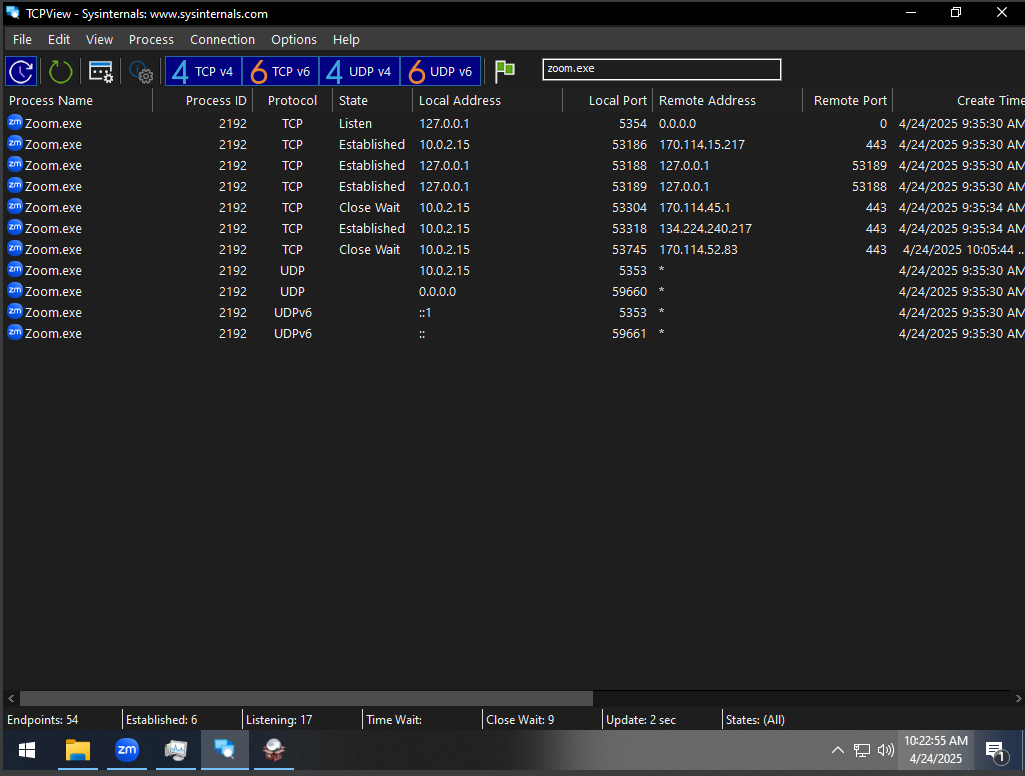 TCPView - Sysinternals: www.sysinternals.com
File Edit View Process Connection Options Help
4 TCP v4 6 TCP v6 4 UDP v4 6 UDP v6 zoom.exe
Process Name Process ID Protocol State Local Address Local Port Remote Address Remote Port Create Time
zm Zoom.exe 2192 TCP Listen 127.0.0.1 5354 0.0.0.0 0 4/24/2025 9:35:30 AM
zm Zoom.exe 2192 TCP Established 10.0.2.15 53186 170.114.15.217 443 4/24/2025 9:35:30 AM
zm Zoom.exe 2192 TCP Established 127.0.0.1 53188 127.0.0.1 53189 4/24/2025 9:35:30 AM
zm Zoom.exe 2192 TCP Established 127.0.0.1 53189 127.0.0.1 53188 4/24/2025 9:35:30 AM
zm Zoom.exe 2192 TCP Close Wait 10.0.2.15 53304 170.114.45.1 443 4/24/2025 9:35:34 AM
zm Zoom.exe 2192 TCP Established 10.0.2.15 53318 134.224.240.217 443 4/24/2025 9:35:34 AM
zm Zoom.exe 2192 TCP Close Wait 10.0.2.15 53745 170.114.52.83 443 4/24/2025 10:05:44 ...
zm Zoom.exe 2192 UDP 10.0.2.15 5353 * 4/24/2025 9:35:30 AM
zm Zoom.exe 2192 UDP 0.0.0.0 59660 * 4/24/2025 9:35:30 AM
zm Zoom.exe 2192 UDPv6 ::1 5353 * 4/24/2025 9:35:30 AM
zm Zoom.exe 2192 UDPv6 :: 59661 * 4/24/2025 9:35:30 AM
Endpoints: 54 Established: 6 Listening: 17 Time Wait: Close Wait: 9 Update: 2 sec States: (All)
zm 10:22:55 AM
4/24/2025 1